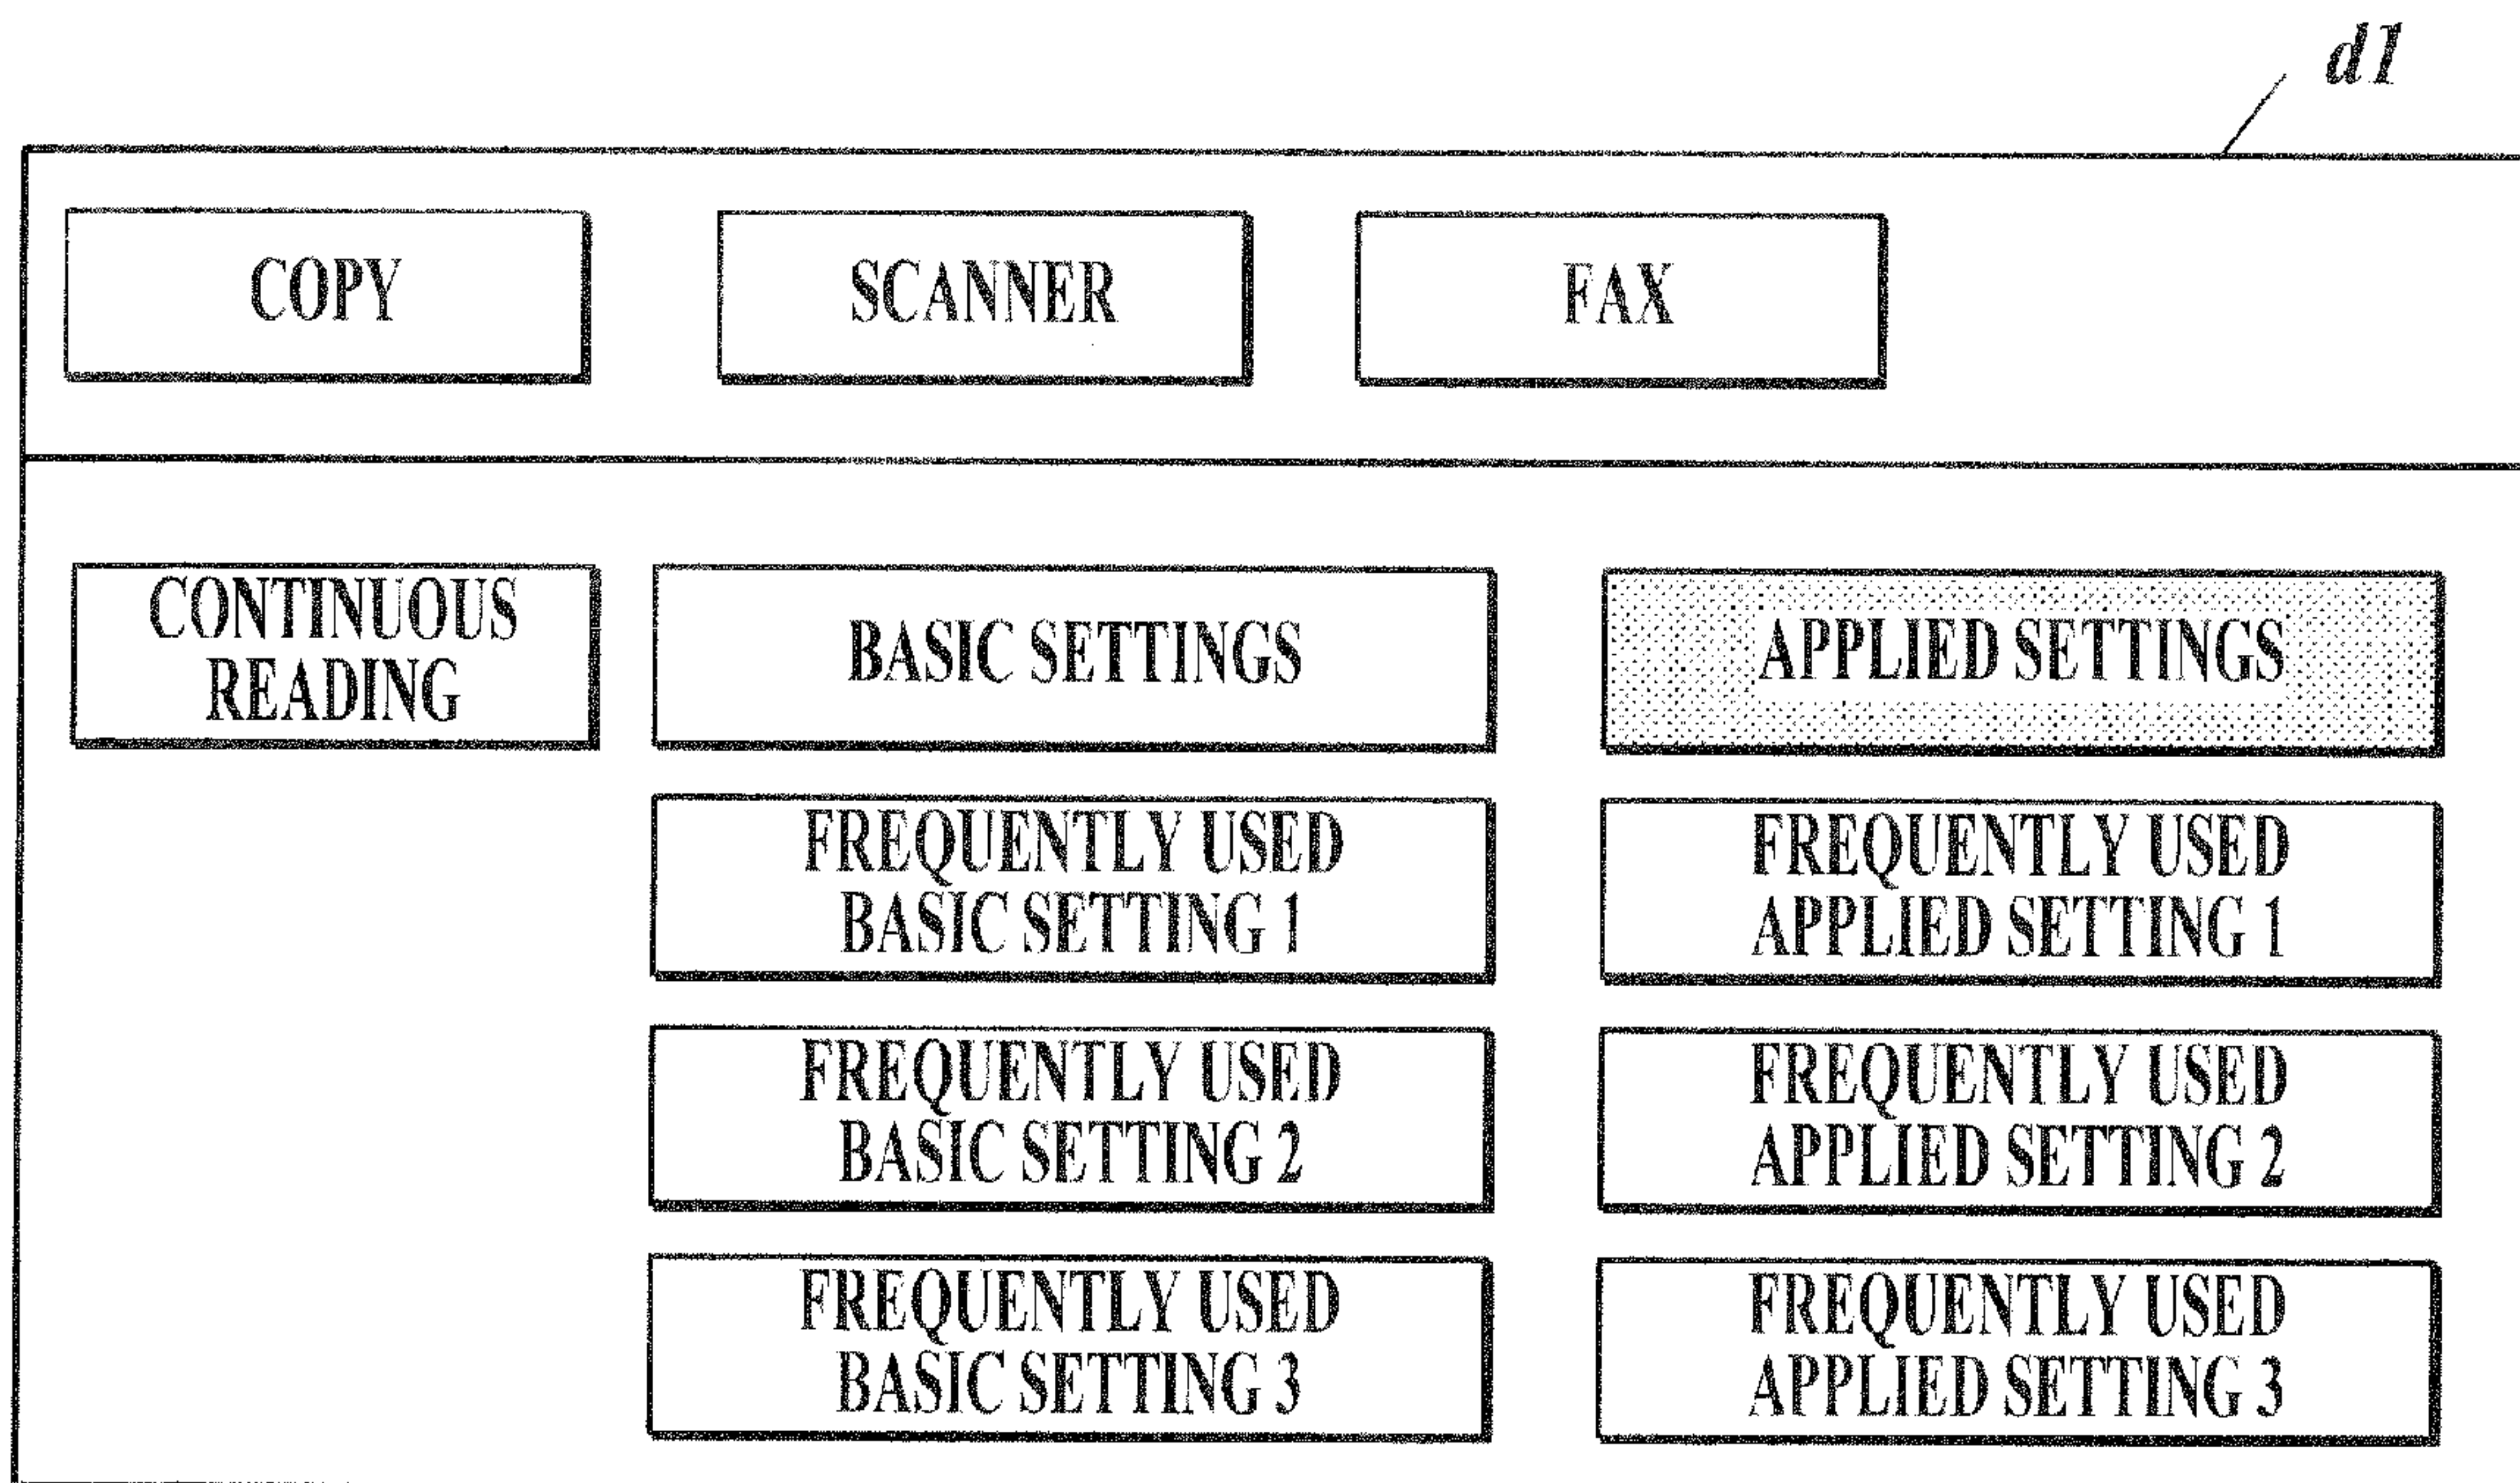 d1
COPY
SCANNER
FAX
CONTINUOUS
READING
BASIC SETTINGS
APPLIED SETTINGS
FREQUENTLY USED
BASIC SETTING 1
FREQUENTLY USED
APPLIED SETTING 1
FREQUENTLY USED
BASIC SETTING 2
FREQUENTLY USED
APPLIED SETTING 2
FREQUENTLY USED
BASIC SETTING 3
FREQUENTLY USED
APPLIED SETTING 3